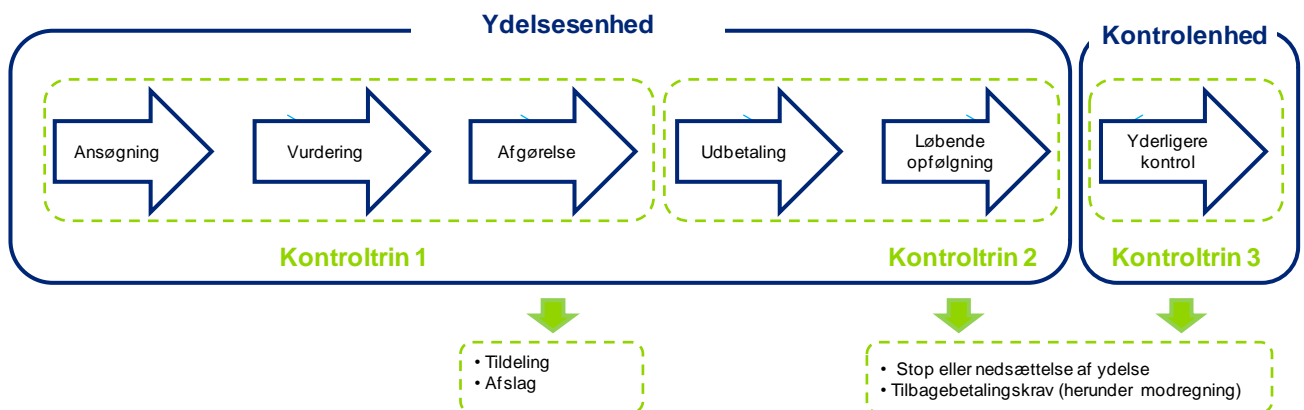 Ydelsesenhed
Kontrolenhed
Ansøgning
Vurdering
Afgørelse
Udbetaling
Løbende
opfølgning
Yderligere
kontrol
Kontroltrin 1
Kontroltrin 2
Kontroltrin 3
• Tildeling
• Afslag
• Stop eller nedsættelse af ydelse
• Tilbagebetalingskrav (herunder modregning)